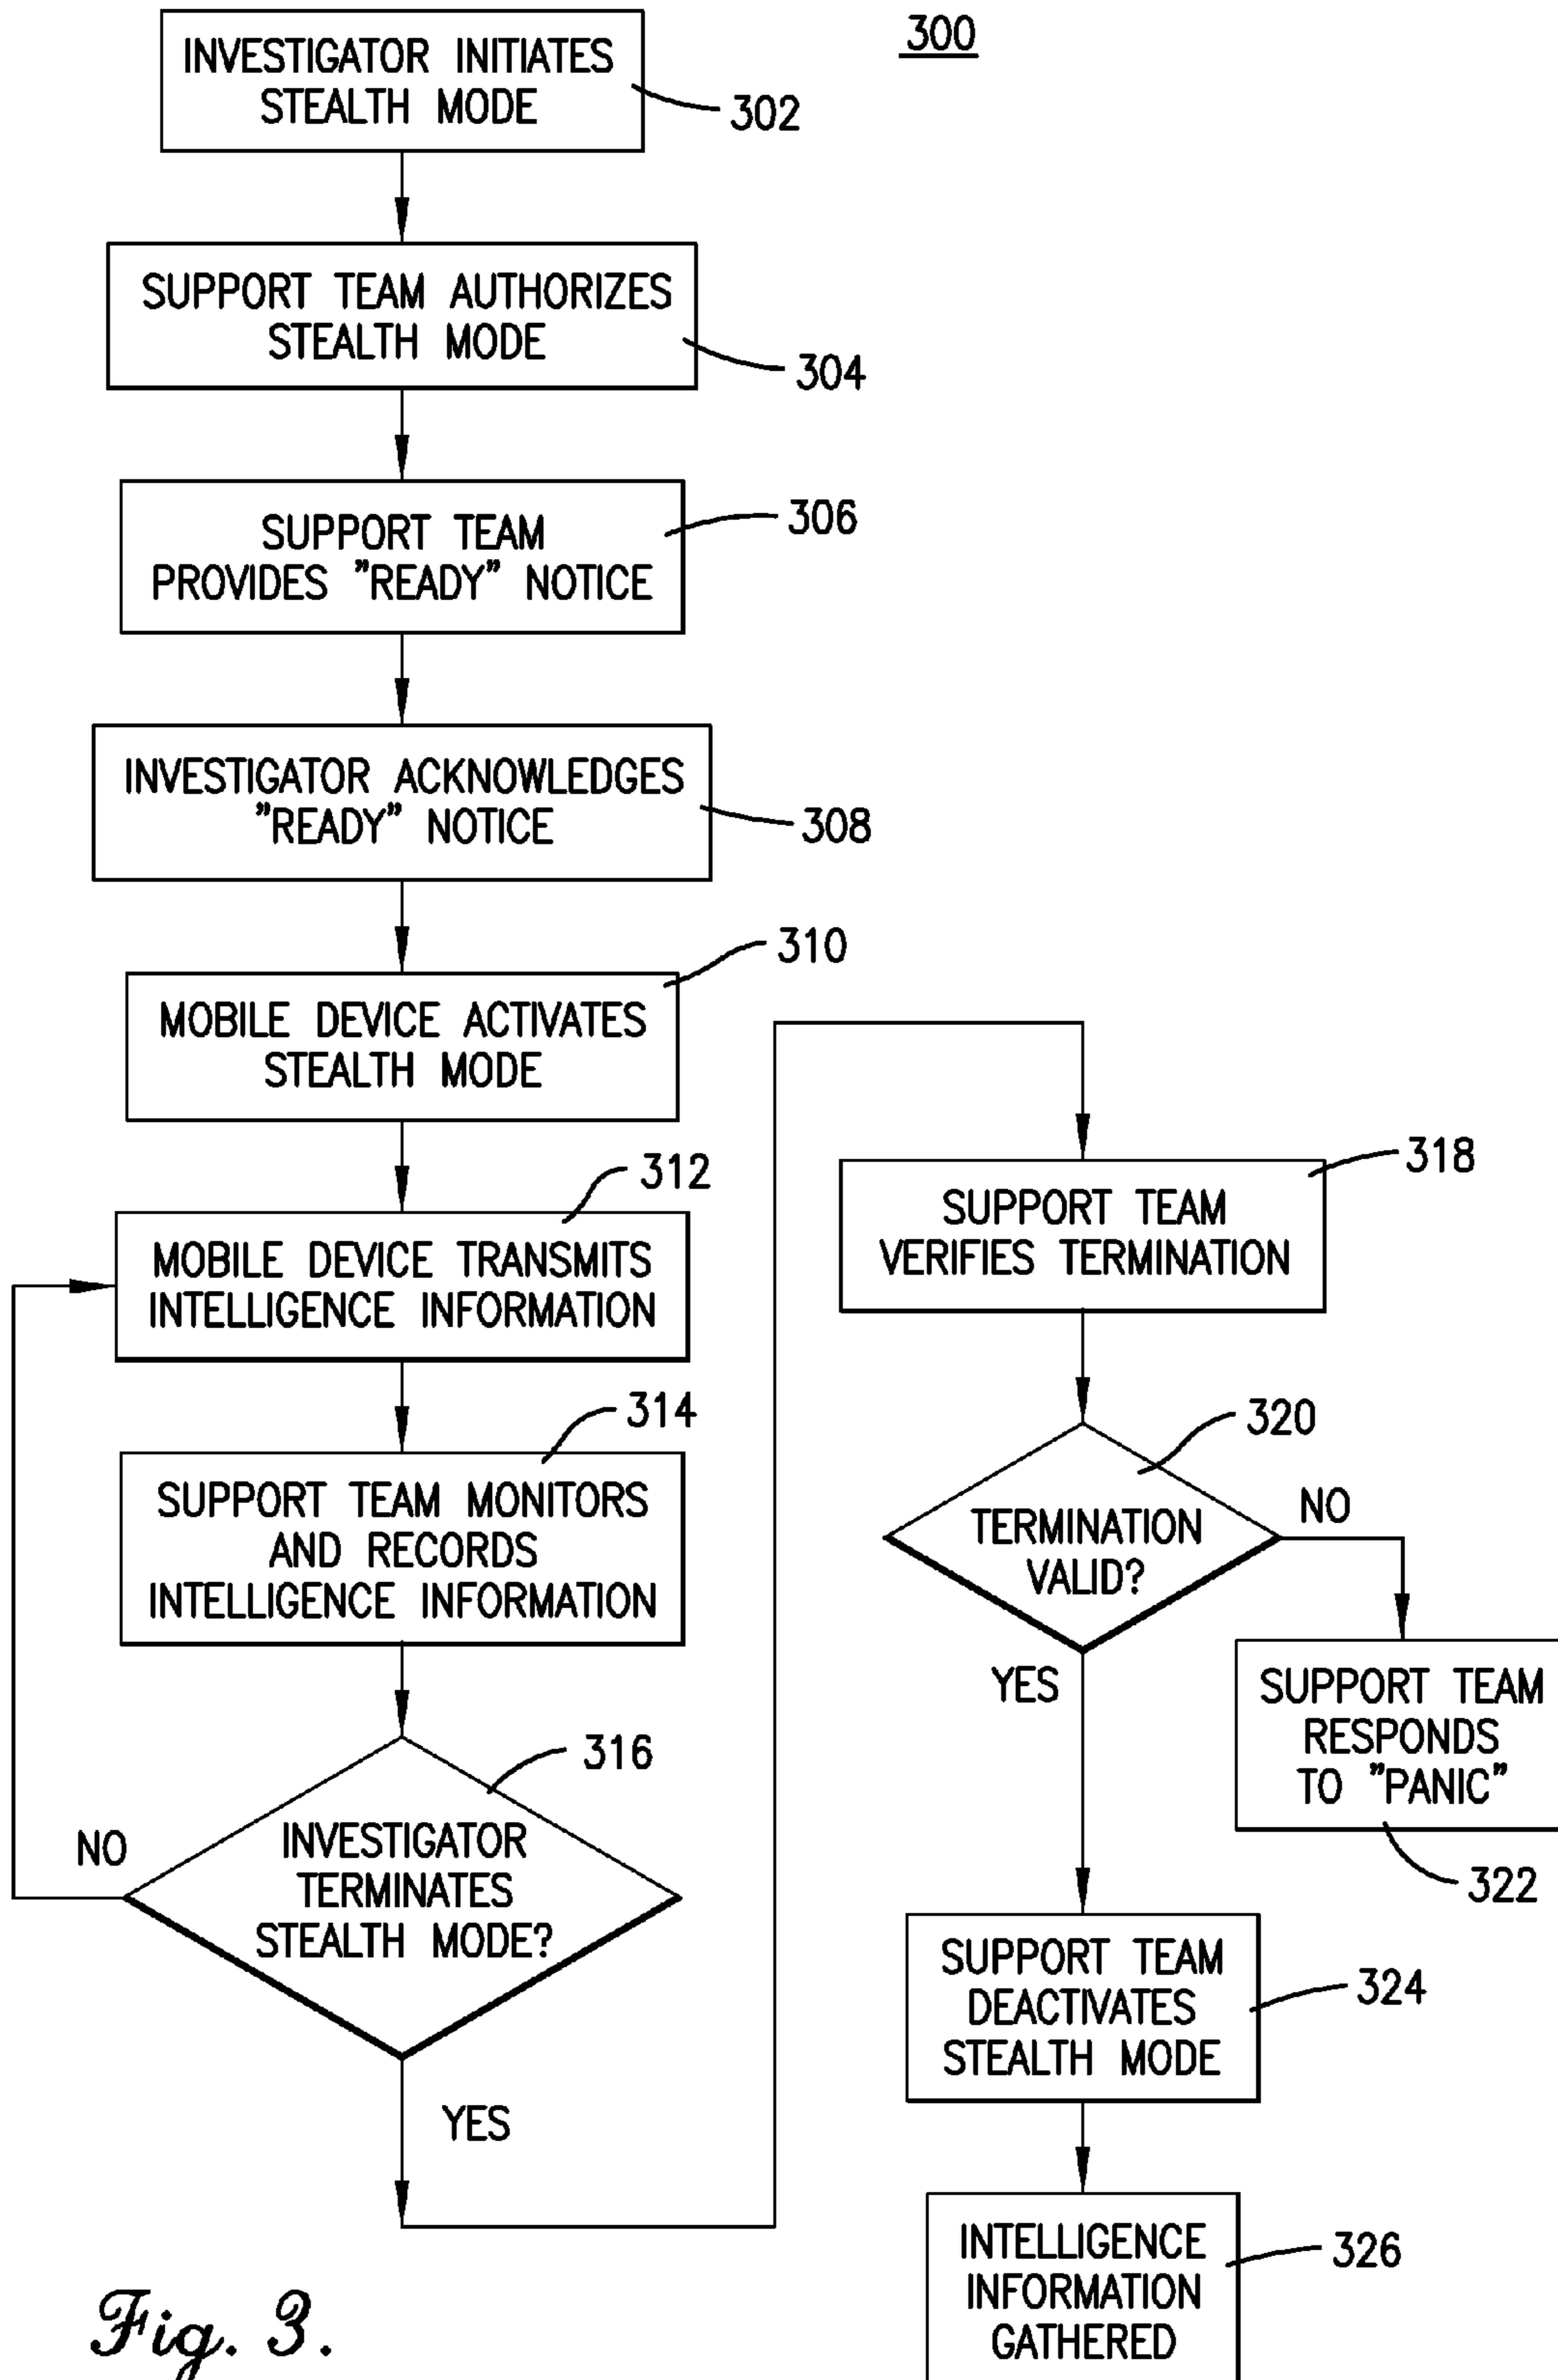 300
INVESTIGATOR INITIATES
STEALTH MODE
302
SUPPORT TEAM AUTHORIZES
STEALTH MODE
304
SUPPORT TEAM
PROVIDES "READY" NOTICE
306
INVESTIGATOR ACKNOWLEDGES
"READY" NOTICE
308
MOBILE DEVICE ACTIVATES
STEALTH MODE
310
MOBILE DEVICE TRANSMITS
INTELLIGENCE INFORMATION
312
SUPPORT TEAM MONITORS
AND RECORDS
INTELLIGENCE INFORMATION
314
INVESTIGATOR
TERMINATES
STEALTH MODE?
316
NO
YES
SUPPORT TEAM
VERIFIES TERMINATION
318
TERMINATION
VALID?
320
NO
YES
SUPPORT TEAM
RESPONDS
TO "PANIC"
322
SUPPORT TEAM
DEACTIVATES
STEALTH MODE
324
INTELLIGENCE
INFORMATION
GATHERED
326
Fig. 3.